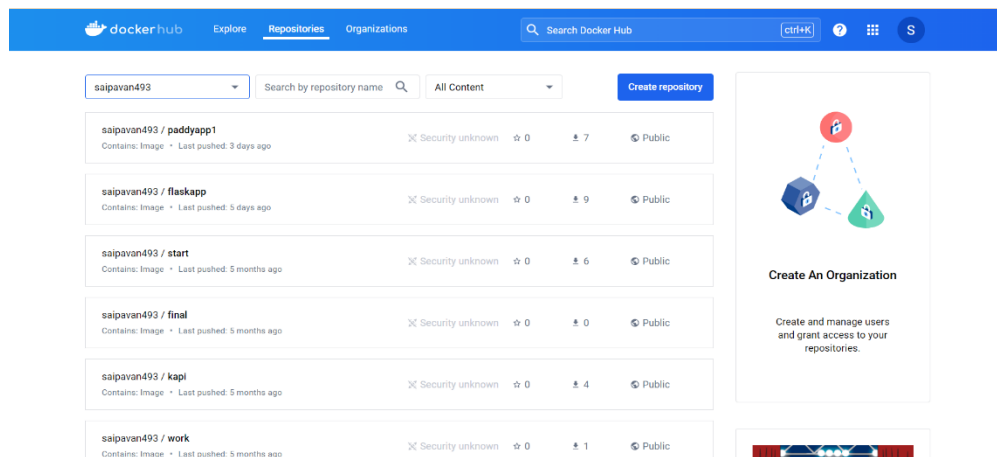 dockerhub Explore Repositories Organizations Search Docker Hub ctrl+K S
saipavan493 Search by repository name All Content Create repository
saipavan493 / paddyapp1
Contains: Image • Last pushed: 3 days ago
Security unknown 0 7 Public
saipavan493 / flaskapp
Contains: Image • Last pushed: 5 days ago
Security unknown 0 9 Public
saipavan493 / start
Contains: Image • Last pushed: 5 months ago
Security unknown 0 6 Public
saipavan493 / final
Contains: Image • Last pushed: 5 months ago
Security unknown 0 0 Public
saipavan493 / kapi
Contains: Image • Last pushed: 5 months ago
Security unknown 0 4 Public
saipavan493 / work
Contains: Image • Last pushed: 5 months ago
Security unknown 0 1 Public
Create An Organization
Create and manage users
and grant access to your
repositories.